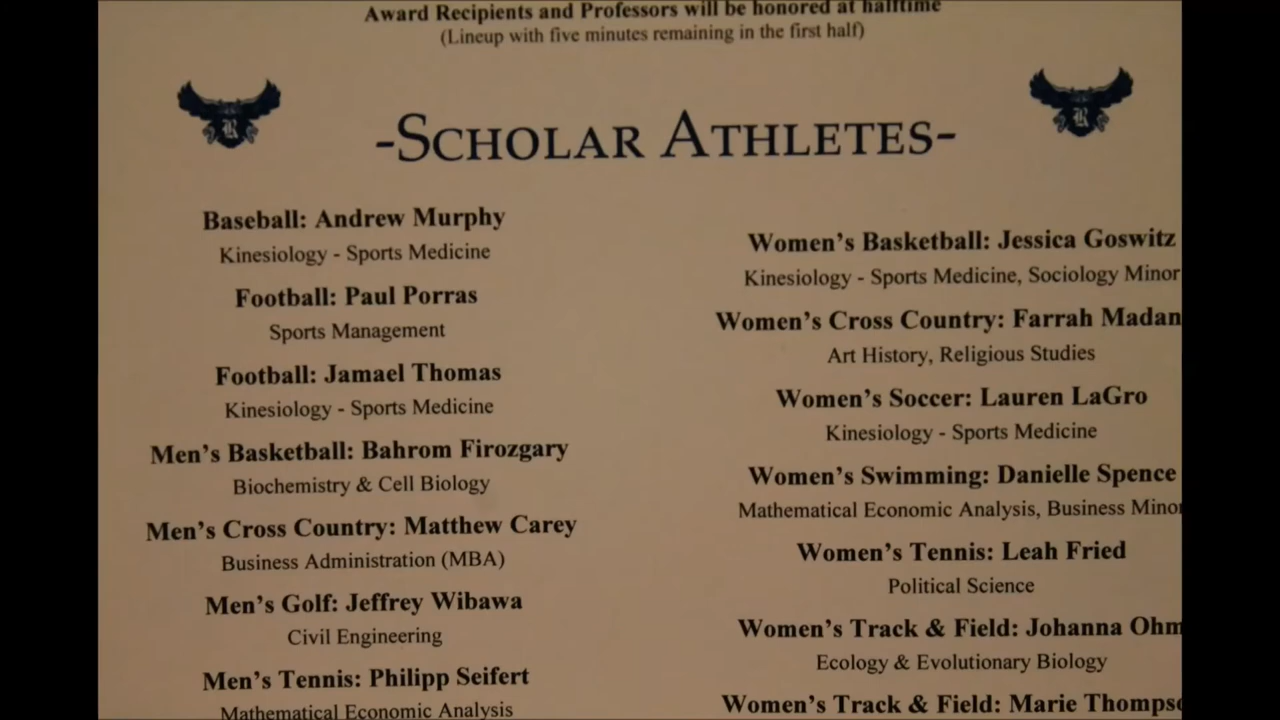 Award Recipients and Professors will be honored at halftime
(Lineup with five minutes remaining in the first half)
-SCHOLAR ATHLETES-
Baseball: Andrew Murphy
Kinesiology - Sports Medicine
Football: Paul Porras
Sports Management
Football: Jamael Thomas
Kinesiology - Sports Medicine
Men's Basketball: Bahrom Firozgary
Biochemistry & Cell Biology
Men's Cross Country: Matthew Carey
Business Administration (MBA)
Men's Golf: Jeffrey Wibawa
Civil Engineering
Men's Tennis: Philipp Seifert
Mathematical Economic Analysis
Women's Basketball: Jessica Goswitz
Kinesiology - Sports Medicine, Sociology Minor
Women's Cross Country: Farrah Madan
Art History, Religious Studies
Women's Soccer: Lauren LaGro
Kinesiology - Sports Medicine
Women's Swimming: Danielle Spence
Mathematical Economic Analysis, Business Minor
Women's Tennis: Leah Fried
Political Science
Women's Track & Field: Johanna Ohm
Ecology & Evolutionary Biology
Women's Track & Field: Marie